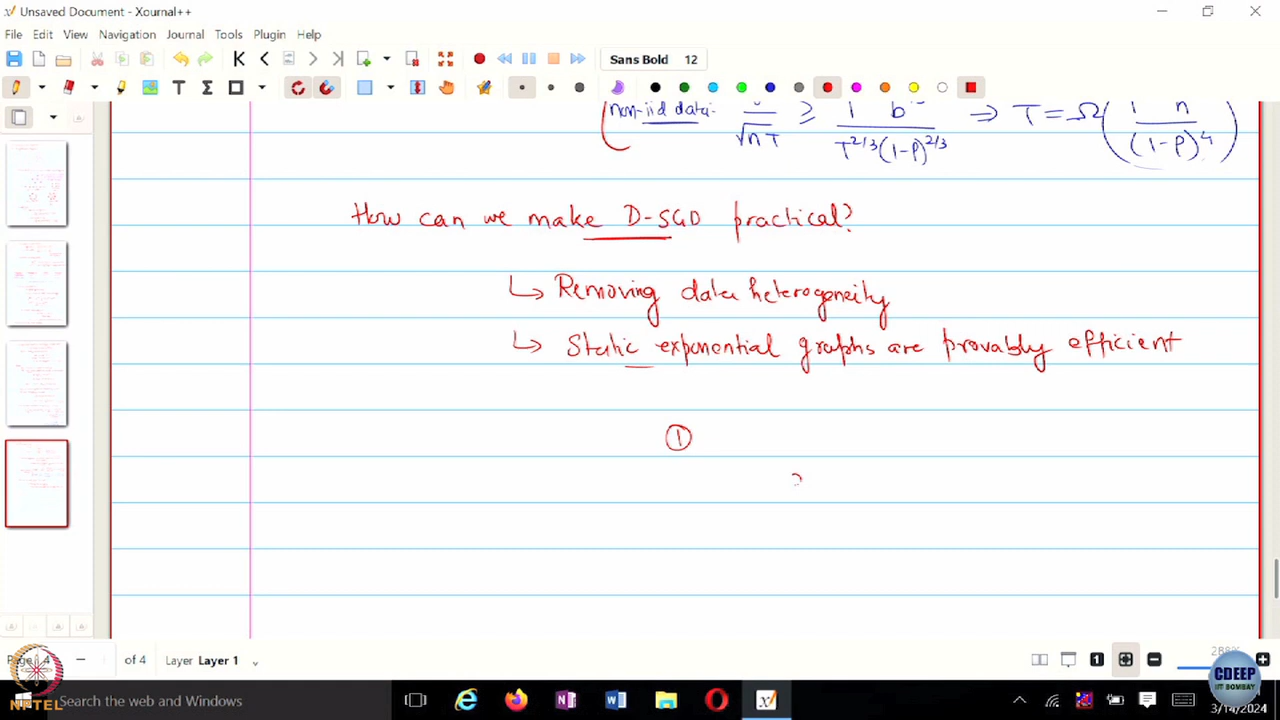 Unsaved Document - Xournal++
File Edit View Navigation Journal Tools Plugin Help
Sans Bold 12
non-iid data- σ/√nT ≥ 1 b^2/3 / T^2/3 (1-ρ)^2/3 ⇒ T = Ω( 1 n / (1-ρ)^4 )
How can we make D-SGD practical?
↳ Removing data heterogeneity
↳ Static exponential graphs are provably efficient
①
Page 4 of 4 Layer Layer 1
288%
Search the web and Windows
3/14/2024
NPTEL
CDEEP
IIT BOMBAY